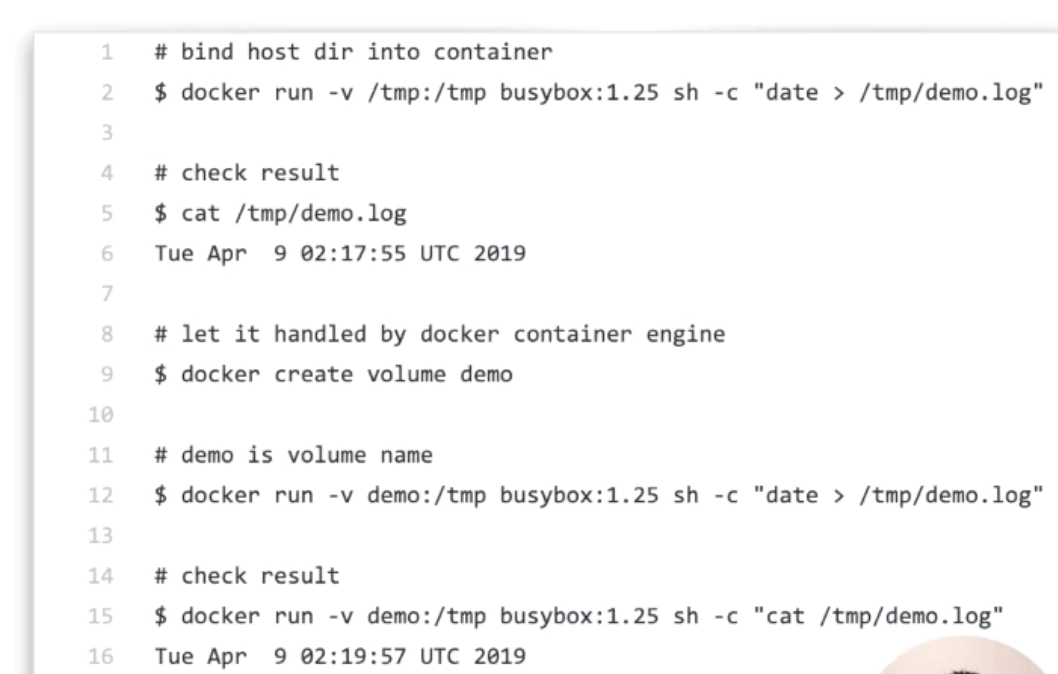 1 # bind host dir into container
2 $ docker run -v /tmp:/tmp busybox:1.25 sh -c "date > /tmp/demo.log"
3
4 # check result
5 $ cat /tmp/demo.log
6 Tue Apr  9 02:17:55 UTC 2019
7
8 # let it handled by docker container engine
9 $ docker create volume demo
10
11 # demo is volume name
12 $ docker run -v demo:/tmp busybox:1.25 sh -c "date > /tmp/demo.log"
13
14 # check result
15 $ docker run -v demo:/tmp busybox:1.25 sh -c "cat /tmp/demo.log"
16 Tue Apr  9 02:19:57 UTC 2019